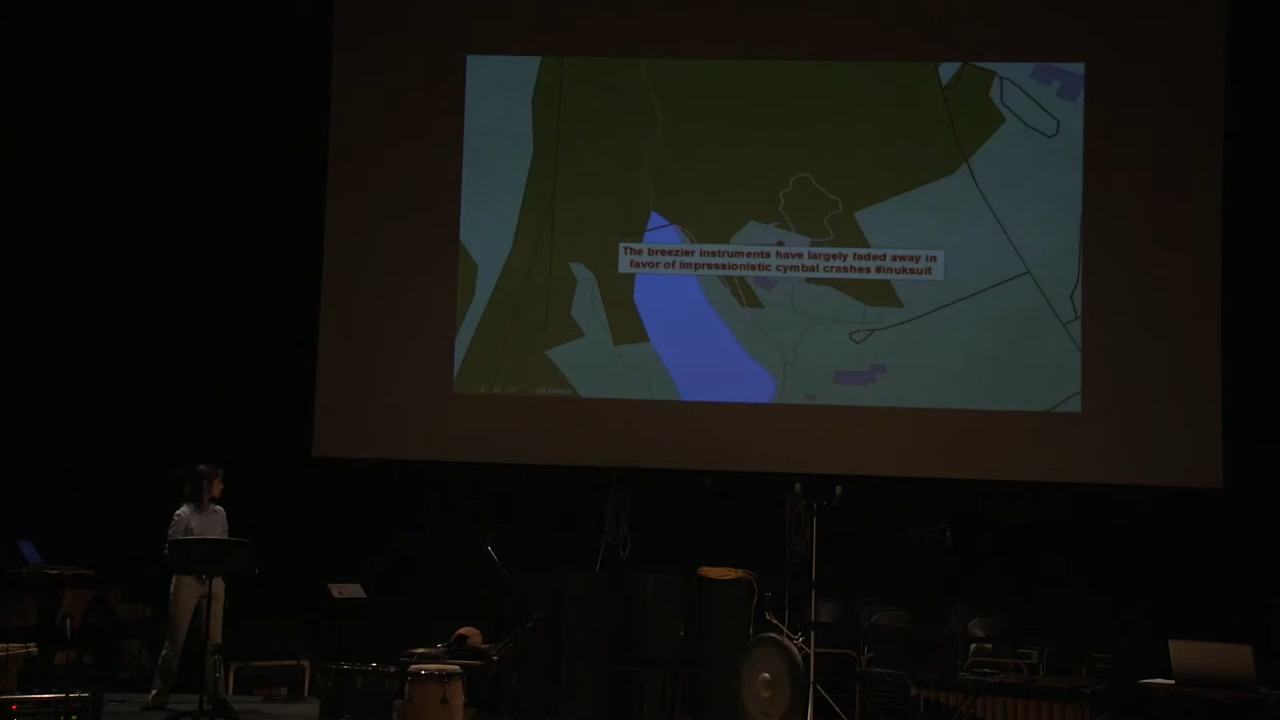 The breezier instruments have largely faded away in
favor of impressionistic cymbal crashes #inuksuit